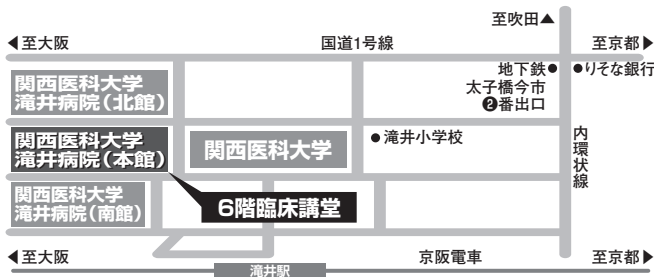 至吹田▲
◀至大阪
国道1号線
至京都▶
地下鉄●
●りそな銀行
太子橋今市
❷番出口
関西医科大学
滝井病院（北館）
関西医科大学
滝井病院（本館）
関西医科大学
●滝井小学校
内環状線
関西医科大学
滝井病院（南館）
6階臨床講堂
◀至大阪
京阪電車
至京都▶
滝井駅